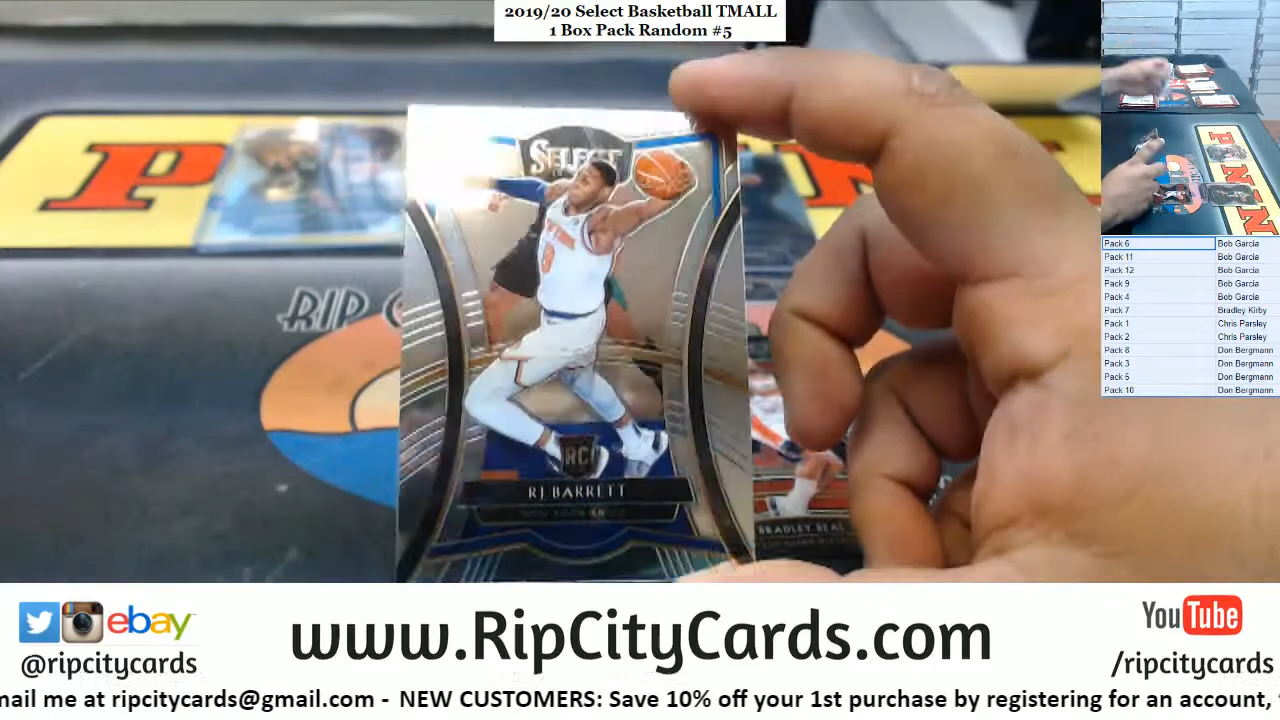 2019/20 Select Basketball TMALL
1 Box Pack Random #5
P
NIN
RIP C
SELECT
RC
RJ BARRETT
BRADLEY BEAL
Pack 6 Bob Garcia
Pack 11 Bob Garcia
Pack 12 Bob Garcia
Pack 9 Bob Garcia
Pack 4 Bob Garcia
Pack 7 Bradley Kirby
Pack 1 Chris Parsley
Pack 2 Chris Parsley
Pack 8 Don Bergmann
Pack 3 Don Bergmann
Pack 5 Don Bergmann
Pack 10 Don Bergmann
ebay
@ripcitycards
www.RipCityCards.com
YouTube
/ripcitycards
mail me at ripcitycards@gmail.com - NEW CUSTOMERS: Save 10% off your 1st purchase by registering for an account,